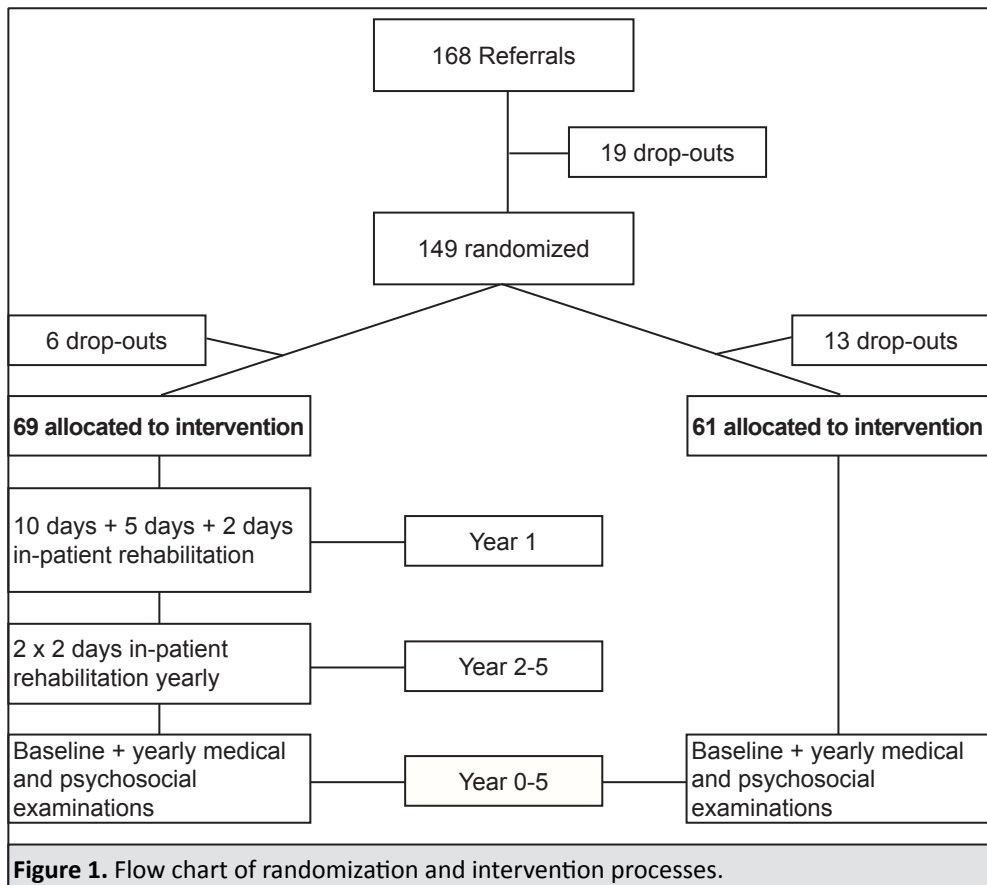 168 Referrals
19 drop-outs
149 randomized
6 drop-outs
13 drop-outs
69 allocated to intervention
61 allocated to intervention
10 days + 5 days + 2 days
in-patient rehabilitation
Year 1
2 x 2 days in-patient
rehabilitation yearly
Year 2-5
Baseline + yearly medical
and psychosocial
examinations
Year 0-5
Baseline + yearly medical
and psychosocial
examinations
Figure 1. Flow chart of randomization and intervention processes.